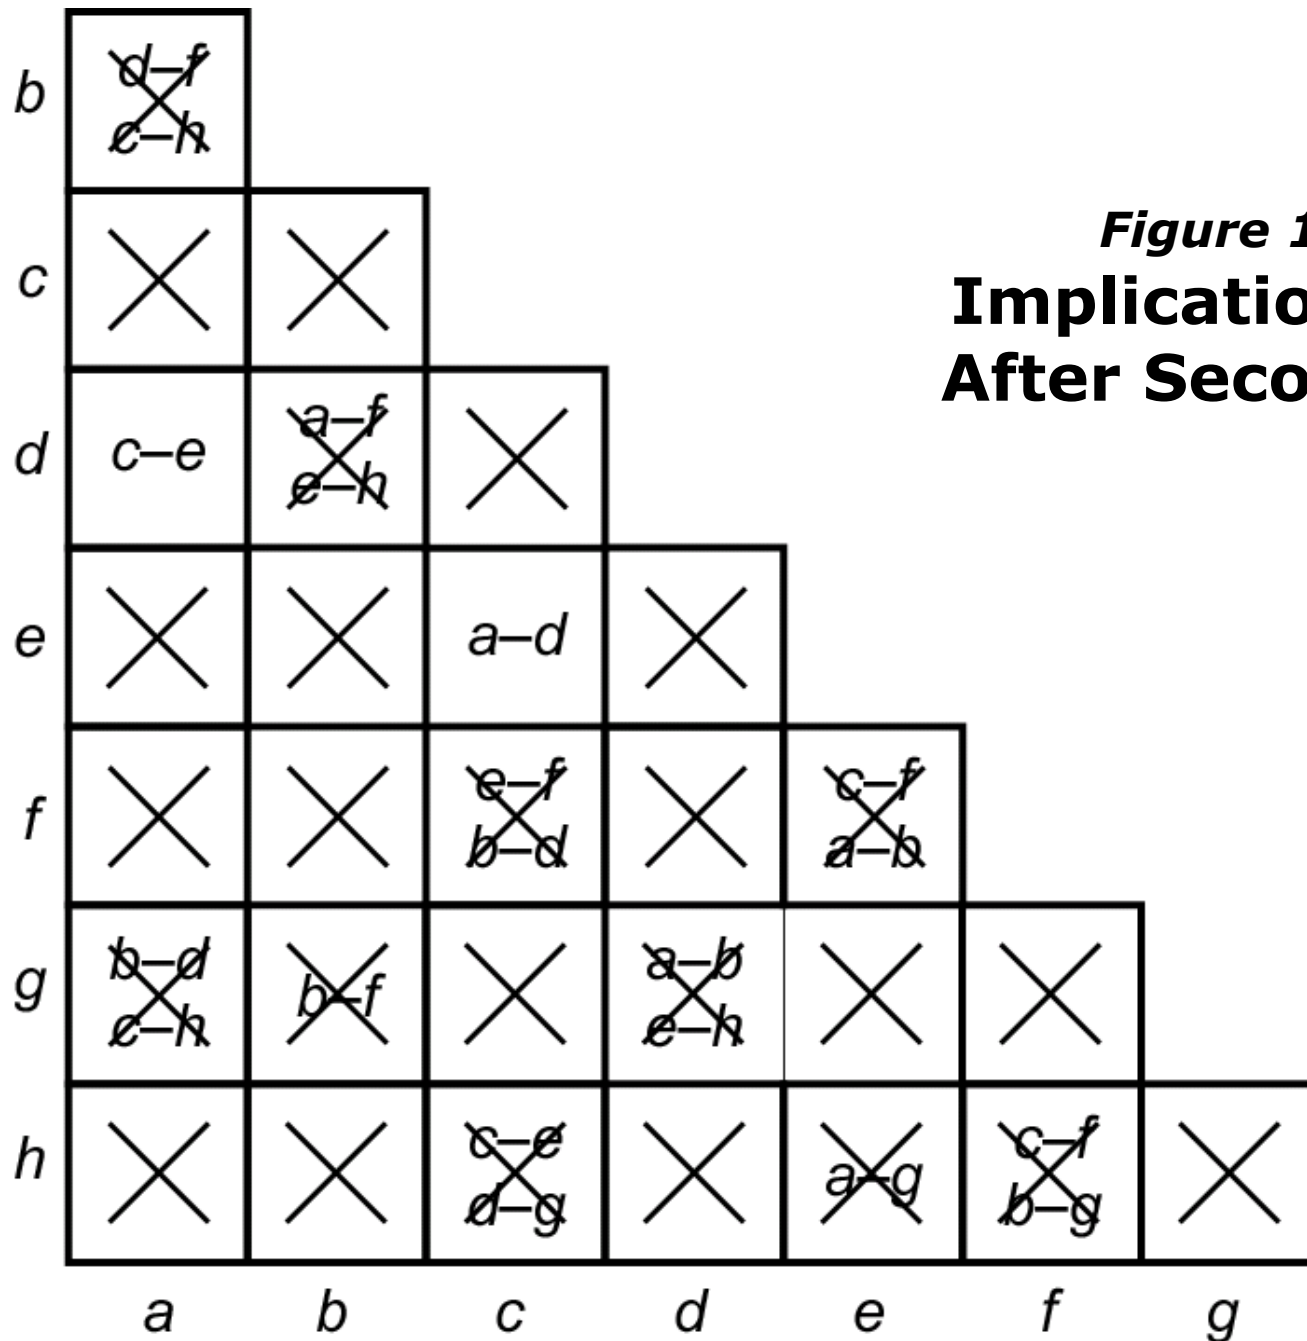 b
d–f
c–h
c
Figure 1
Implicatio
After Seco
d
c–e
a–f
e–h
e
a–d
f
e–f
b–d
c–f
a–b
g
b–d
c–h
b–f
a–b
e–h
h
c–e
d–g
a–g
c–f
b–g
a b c d e f g